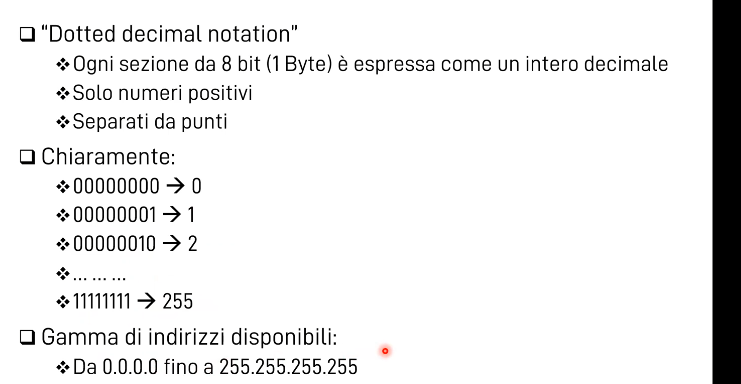 ❑ "Dotted decimal notation"
❖ Ogni sezione da 8 bit (1 Byte) è espressa come un intero decimale
❖ Solo numeri positivi
❖ Separati da punti
❑ Chiaramente:
❖ 00000000 → 0
❖ 00000001 → 1
❖ 00000010 → 2
❖ ... ... ...
❖ 11111111 → 255
❑ Gamma di indirizzi disponibili:
❖ Da 0.0.0.0 fino a 255.255.255.255